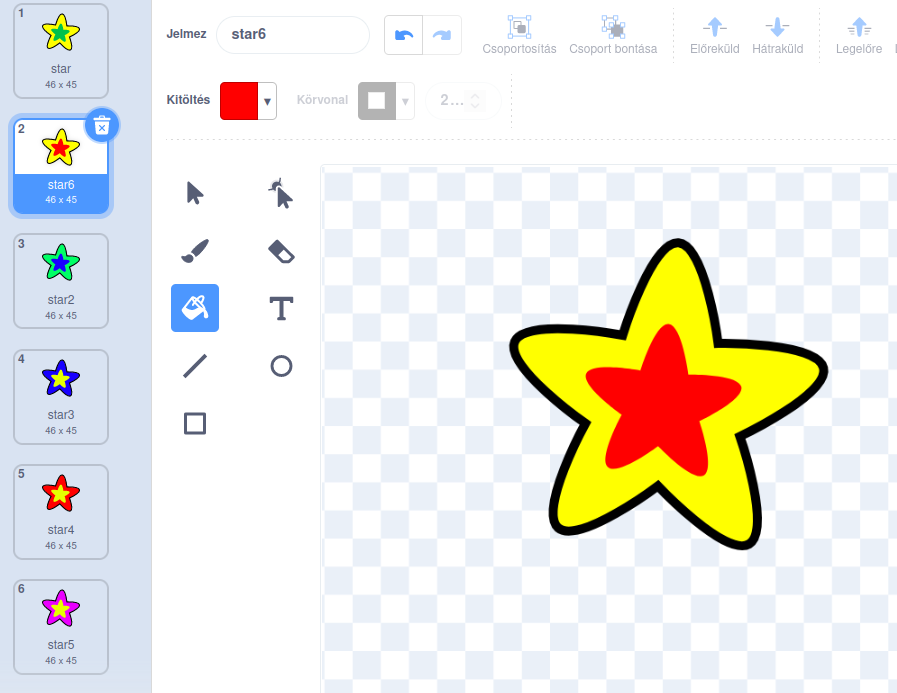 1
star
46 x 45
2
star6
46 x 45
3
star2
46 x 45
4
star3
46 x 45
5
star4
46 x 45
6
star5
46 x 45
Jelmez
star6
Csoportosítás
Csoport bontása
Előreküld
Hátraküld
Legelőre
Kitöltés
Körvonal
2...
T